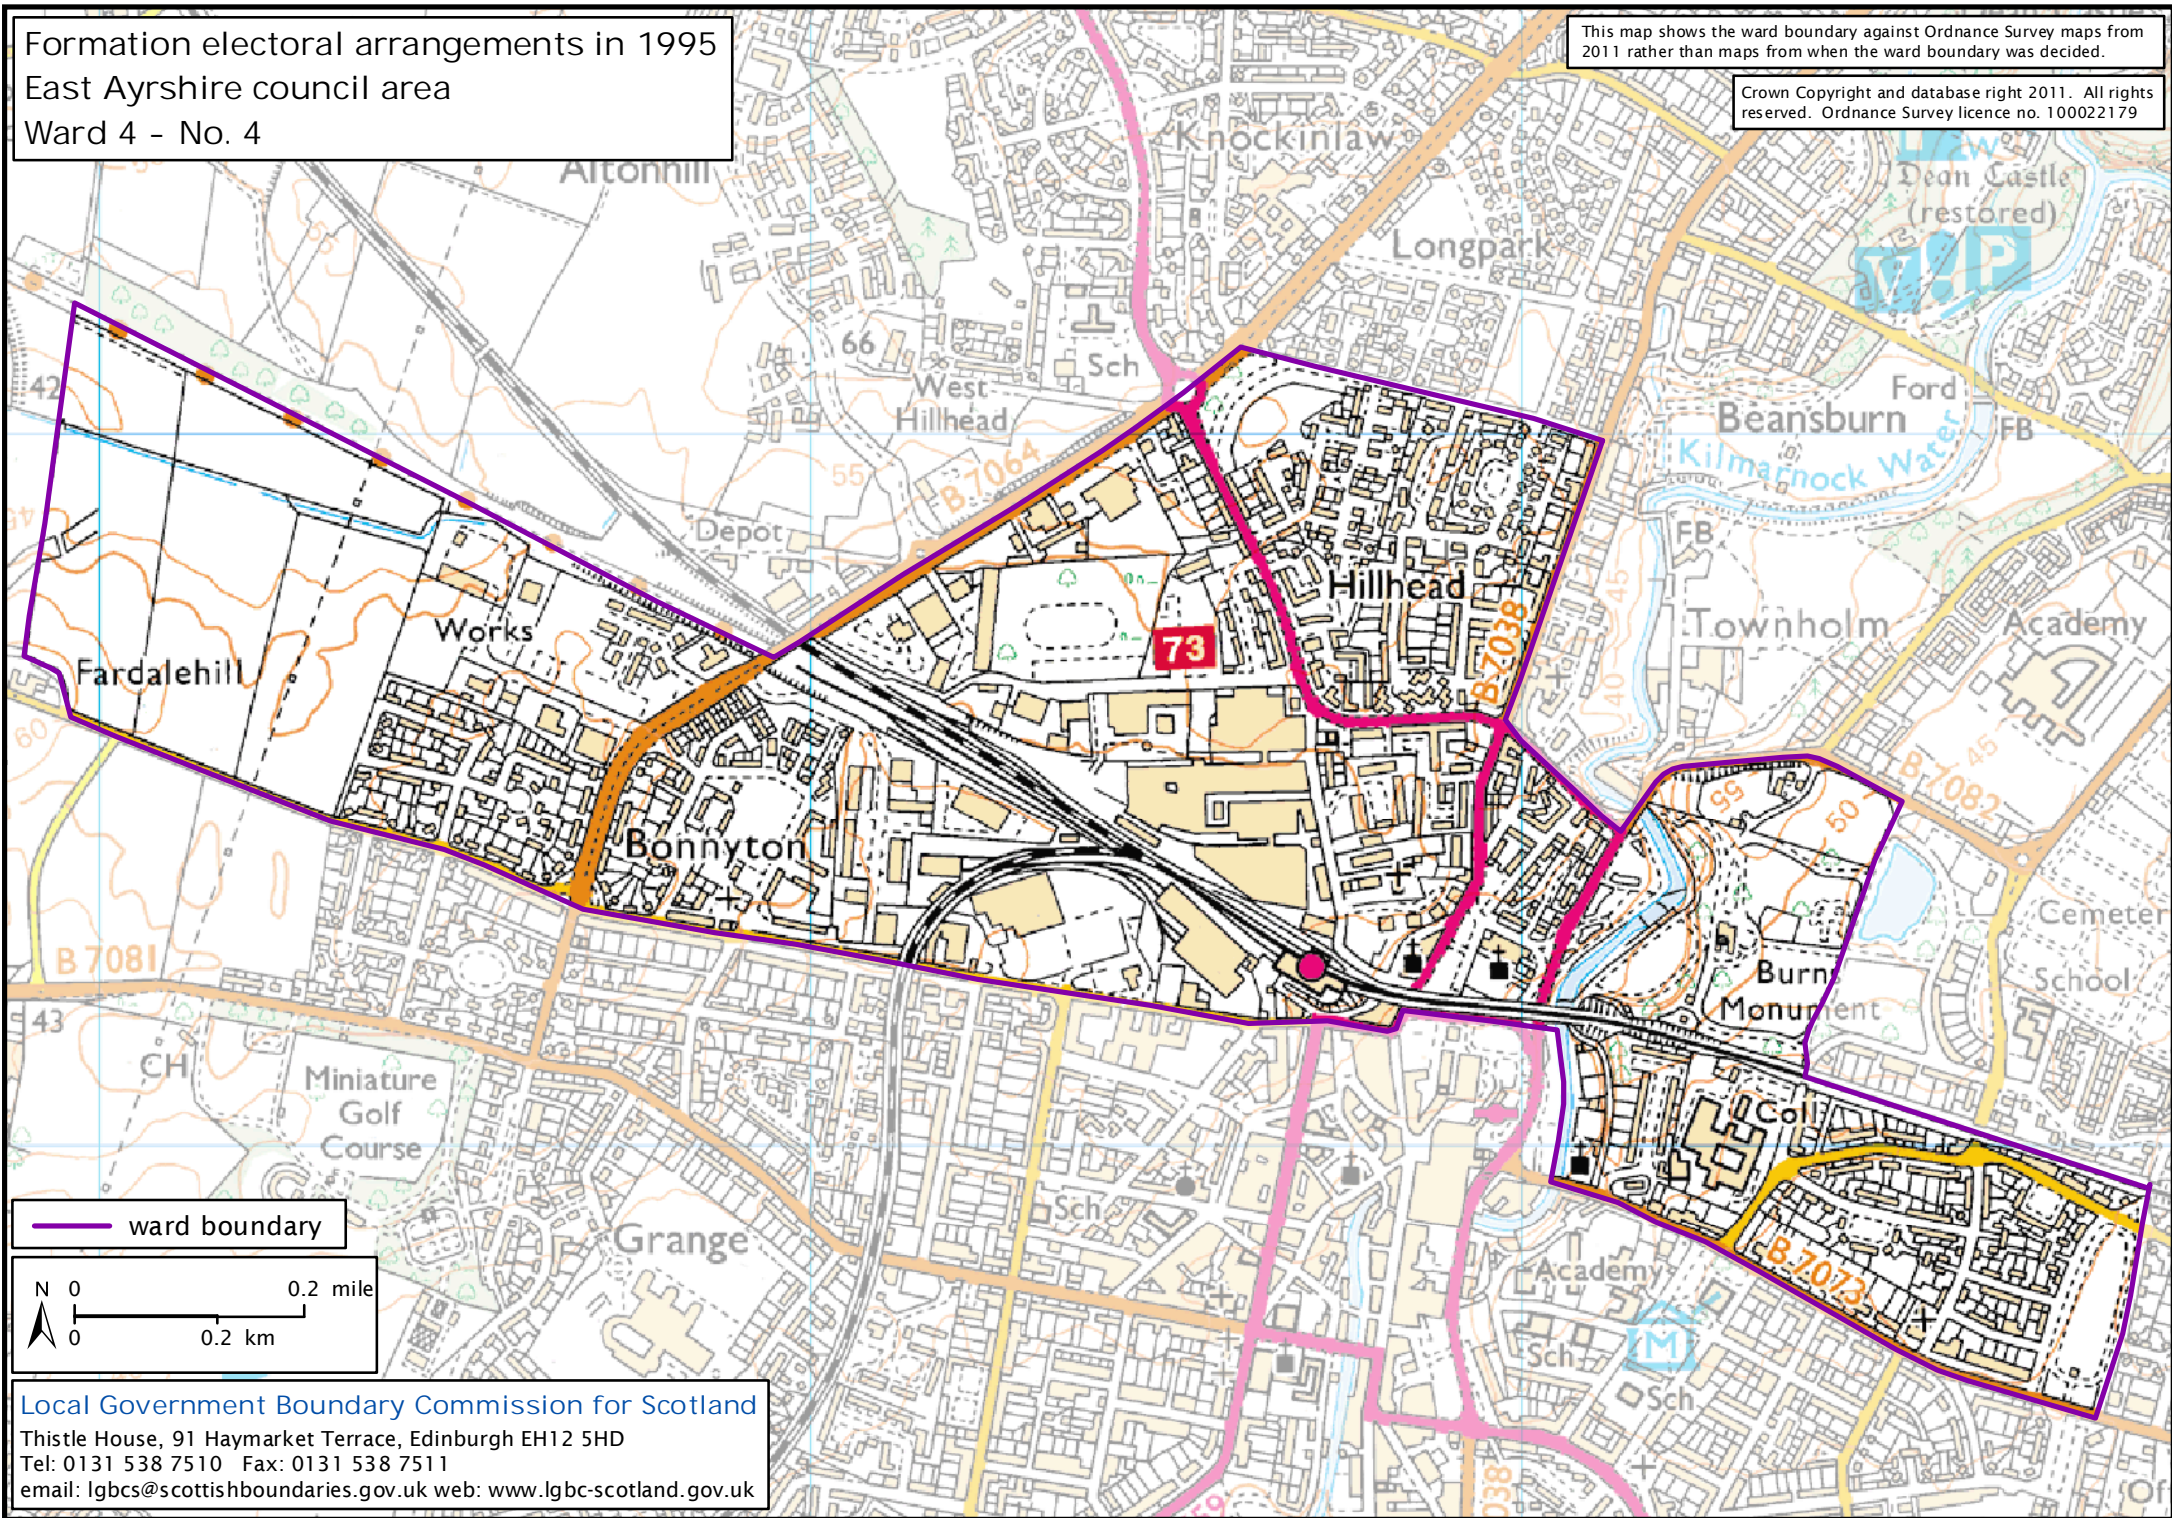 Formation electoral arrangements in 1995
East Ayrshire council area
Ward 4 – No. 4
This map shows the ward boundary against Ordnance Survey maps from
2011 rather than maps from when the ward boundary was decided.
Crown Copyright and database right 2011. All rights
reserved. Ordnance Survey licence no. 100022179
Altonhill
Knockinlaw
Dean Castle
(restored)
Longpark
V
!
P
66
Sch
West
Hillhead
42
Ford
Beansburn
FB
Kilmarnock Water
55
B 7064
Depot
FB
45
45
Hillhead
Works
73
B 7038
Townholm
Academy
Fardalehill
40
60
55
50
B 7082
45
Bonnyton
Cemeter
B 7081
Burns
Monument
School
43
CH
Miniature
Golf
Course
Coll
Sch
Grange
Academy
B 7073
M
Sch
Sch
ward boundary
N
0
0.2 mile
0
0.2 km
Local Government Boundary Commission for Scotland
Thistle House, 91 Haymarket Terrace, Edinburgh EH12 5HD
Tel: 0131 538 7510 Fax: 0131 538 7511
email: lgbcs@scottishboundaries.gov.uk web: www.lgbc-scotland.gov.uk
038
59
Of